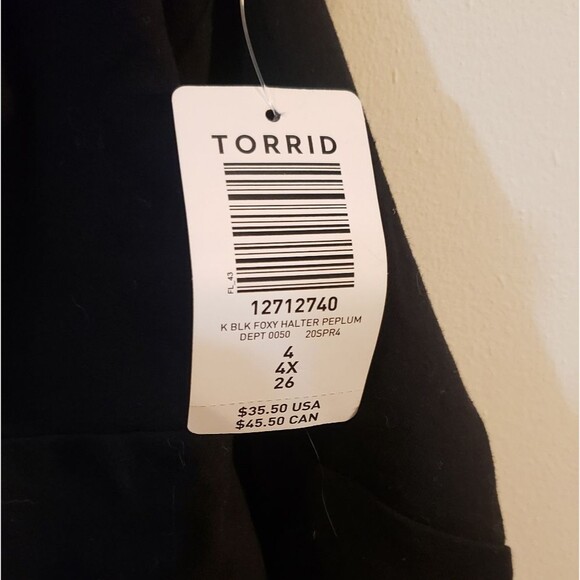 TORRID
FL_43
12712740
K BLK FOXY HALTER PEPLUM
DEPT 0050 20SPR4
4
4X
26
$35.50 USA
$45.50 CAN